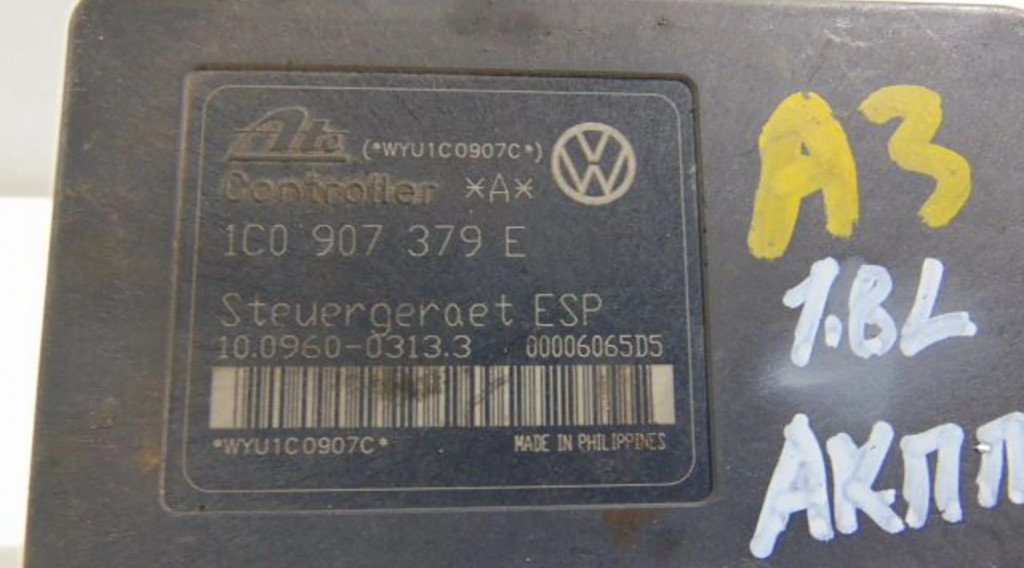 Ate (*WYU1C0907C*)
Controller *A*
1C0 907 379 E
Steuergeraet ESP
10.0960-0313.3 00006065D5
*WYU1C0907C* MADE IN PHILIPPINES
A3
1.8L
АКПП